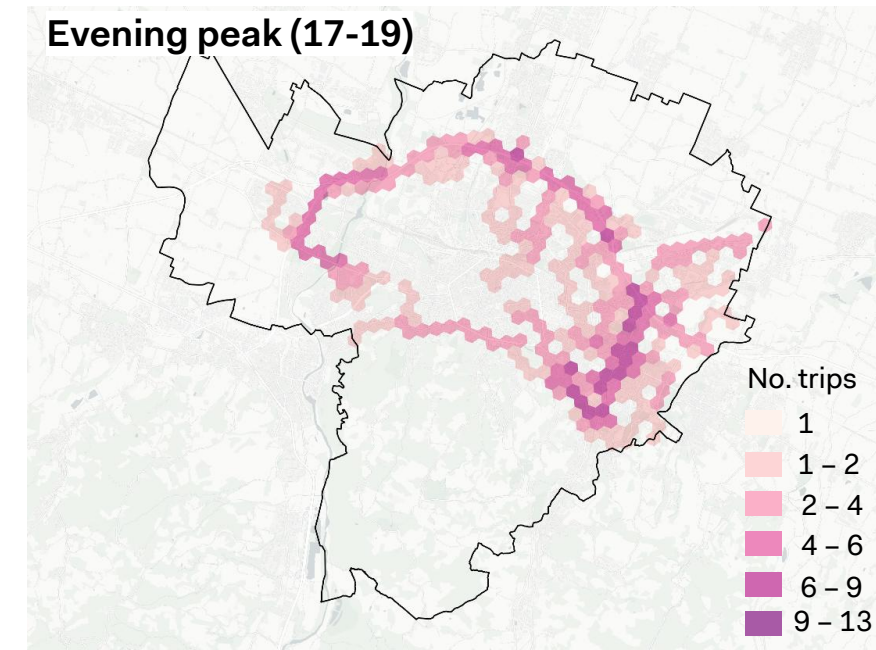 Evening peak (17-19)
No. trips
1
1 – 2
2 – 4
4 – 6
6 – 9
9 – 13